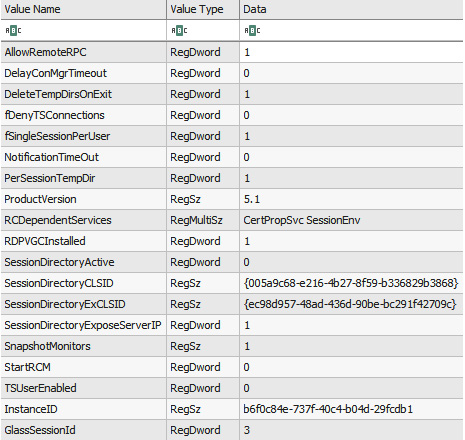 Value Name Value Type Data
ABC ABC ABC
AllowRemoteRPC RegDword 1
DelayConMgrTimeout RegDword 0
DeleteTempDirsOnExit RegDword 1
fDenyTSConnections RegDword 0
fSingleSessionPerUser RegDword 1
NotificationTimeOut RegDword 0
PerSessionTempDir RegDword 1
ProductVersion RegSz 5.1
RCDependentServices RegMultiSz CertPropSvc SessionEnv
RDPVGCInstalled RegDword 1
SessionDirectoryActive RegDword 0
SessionDirectoryCLSID RegSz {005a9c68-e216-4b27-8f59-b336829b3868}
SessionDirectoryExCLSID RegSz {ec98d957-48ad-436d-90be-bc291f42709c}
SessionDirectoryExposeServerIP RegDword 1
SnapshotMonitors RegSz 1
StartRCM RegDword 0
TSUserEnabled RegDword 0
InstanceID RegSz b6f0c84e-737f-40c4-b04d-29fcdb1
GlassSessionId RegDword 3